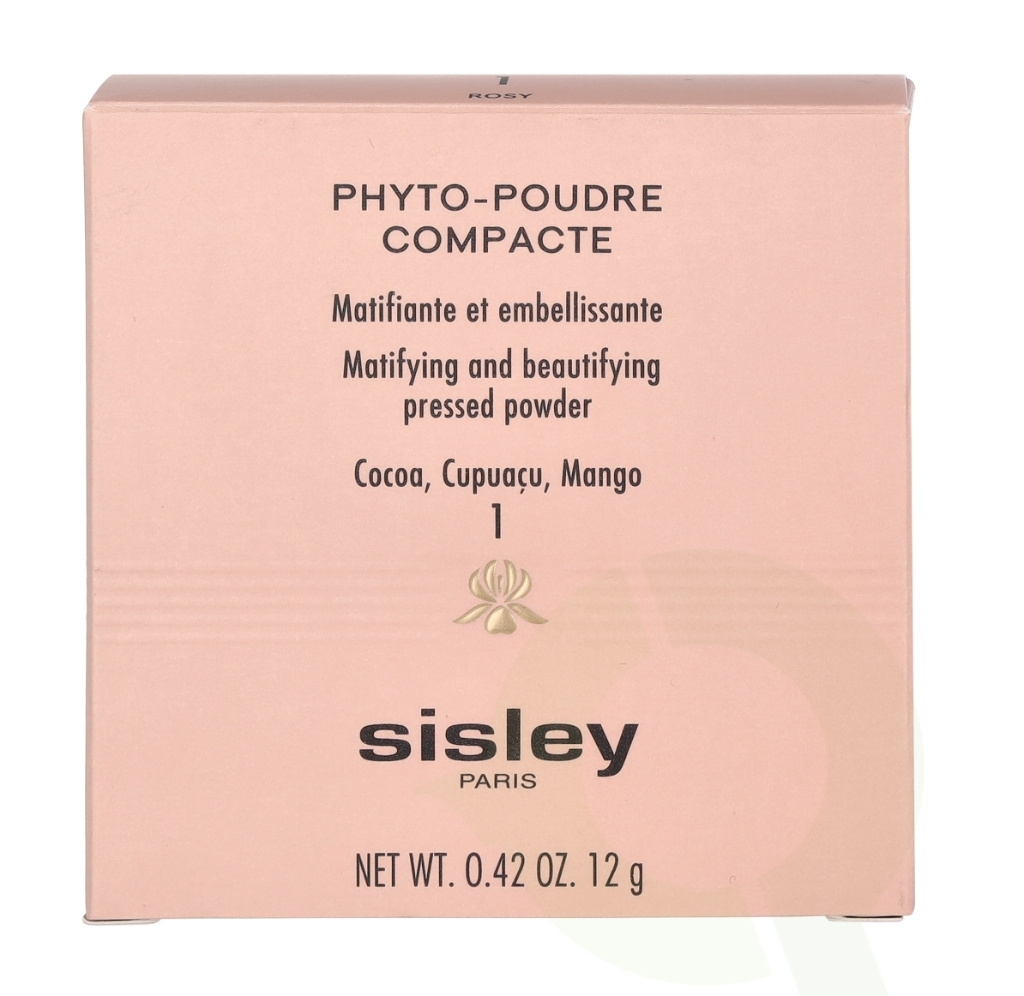 1
ROSY
PHYTO-POUDRE
COMPACTE
Matifiante et embellissante
Matifying and beautifying
pressed powder
Cocoa, Cupuaçu, Mango
1
sisley
PARIS
NET WT. 0.42 OZ. 12 g